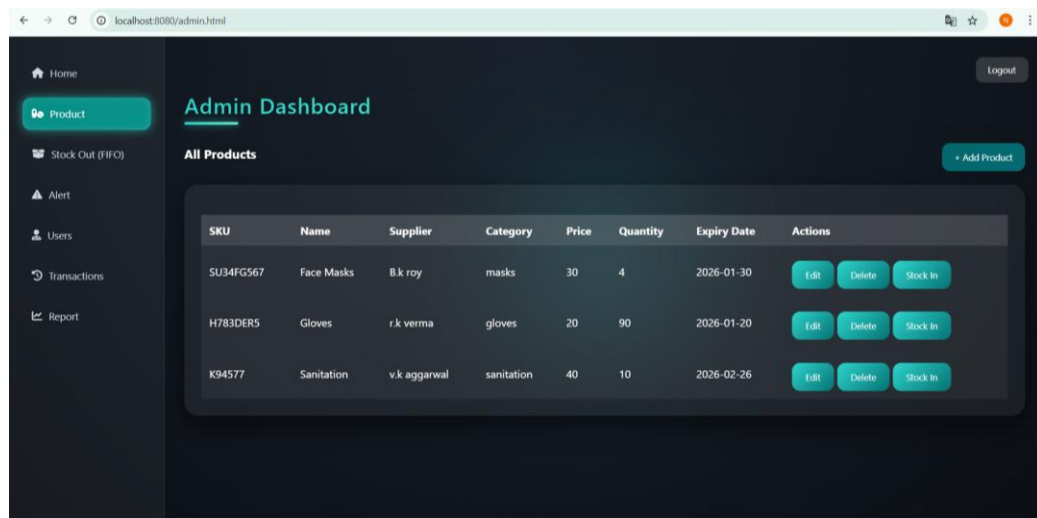 localhost:8080/admin.html
N
Home
Logout
Product
Admin Dashboard
Stock Out (FIFO)
All Products
+ Add Product
Alert
Users
SKU Name Supplier Category Price Quantity Expiry Date Actions
Transactions
SU34FG567 Face Masks B.k roy masks 30 4 2026-01-30 Edit Delete Stock In
Report
H783DER5 Gloves r.k verma gloves 20 90 2026-01-20 Edit Delete Stock In
K94577 Sanitation v.k aggarwal sanitation 40 10 2026-02-26 Edit Delete Stock In